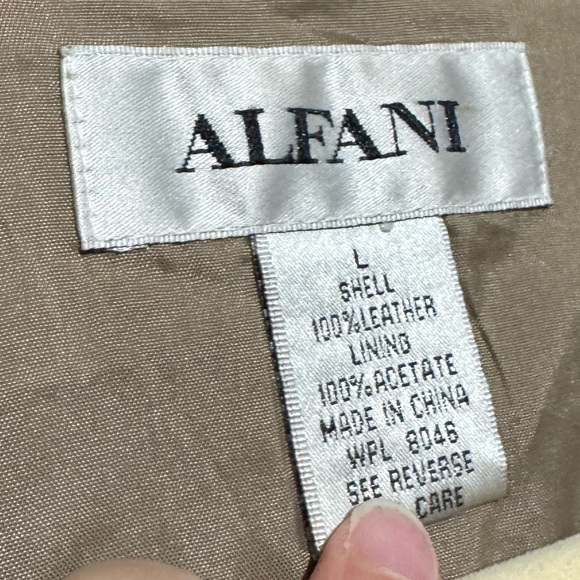 ALFANI
L
SHELL
100%LEATHER
LINING
100%ACETATE
MADE IN CHINA
WPL 8046
SEE REVERSE
CARE